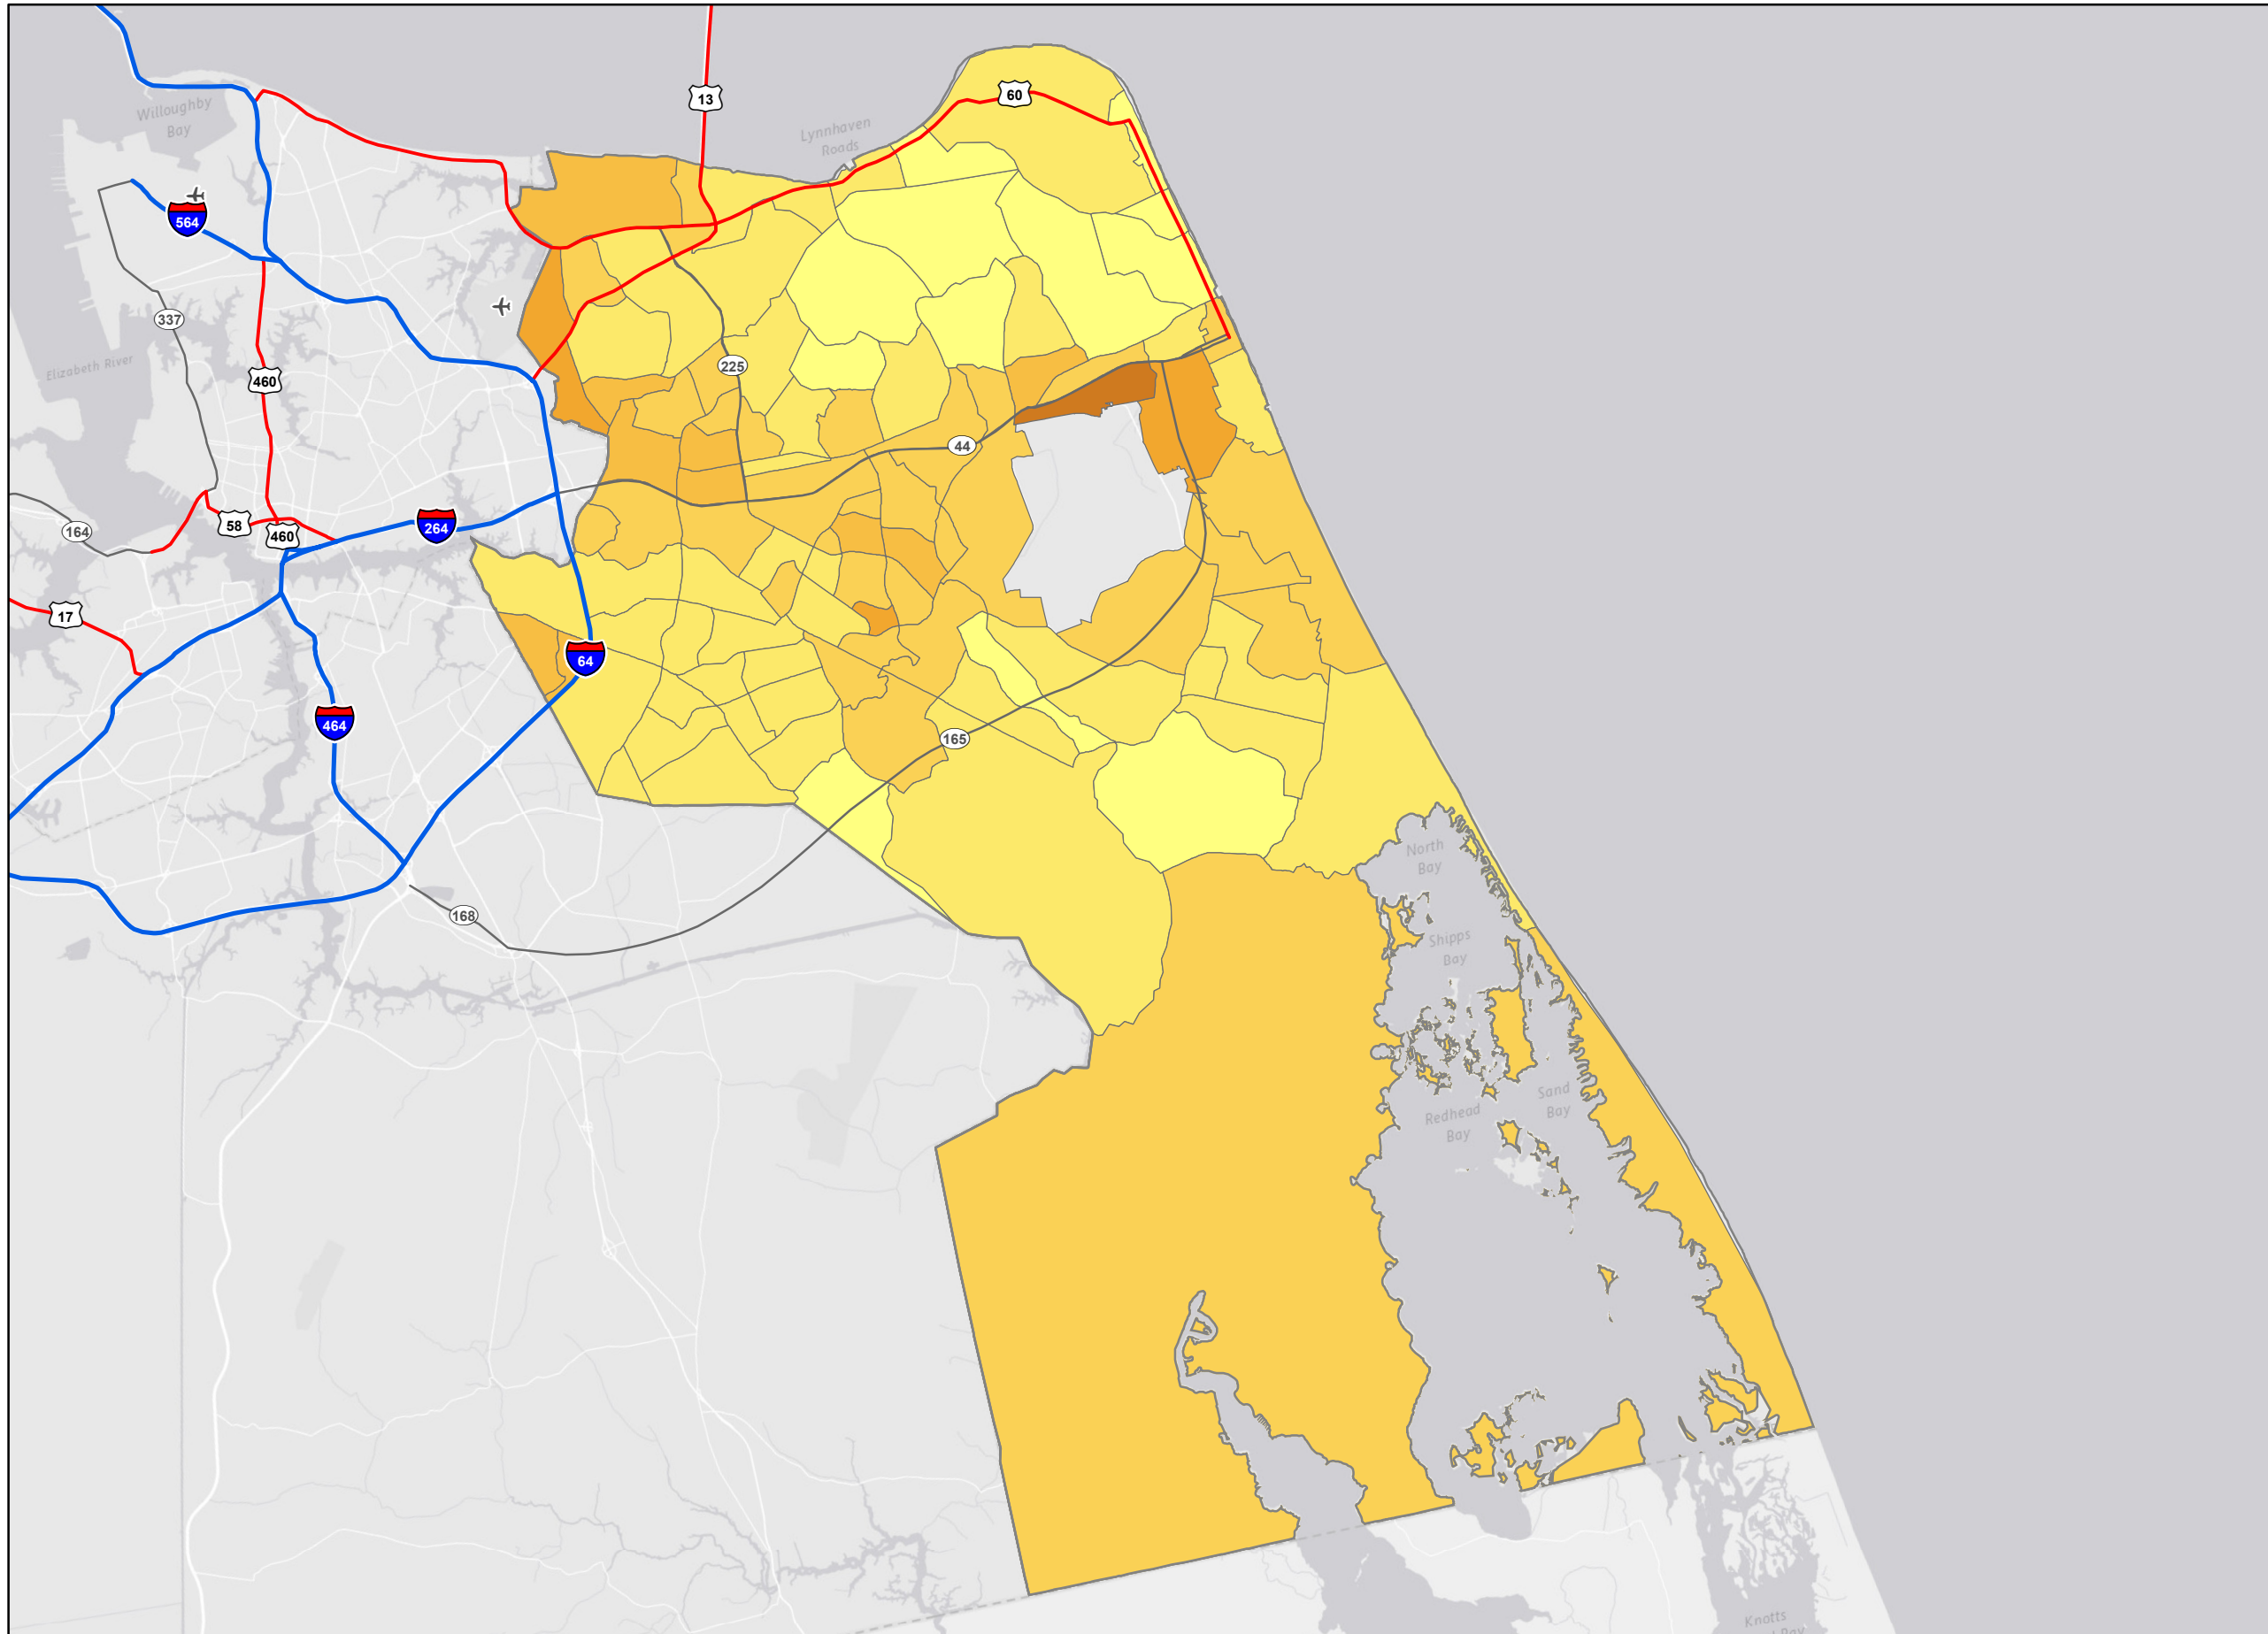 Willoughby
Bay
13
60
Lynnhaven
Roads
564
337
Elizabeth River
460
225
44
164
58
460
264
17
64
464
165
168
North
Bay
Shipps
Bay
Sand
Bay
Redhead
Bay
Knotts